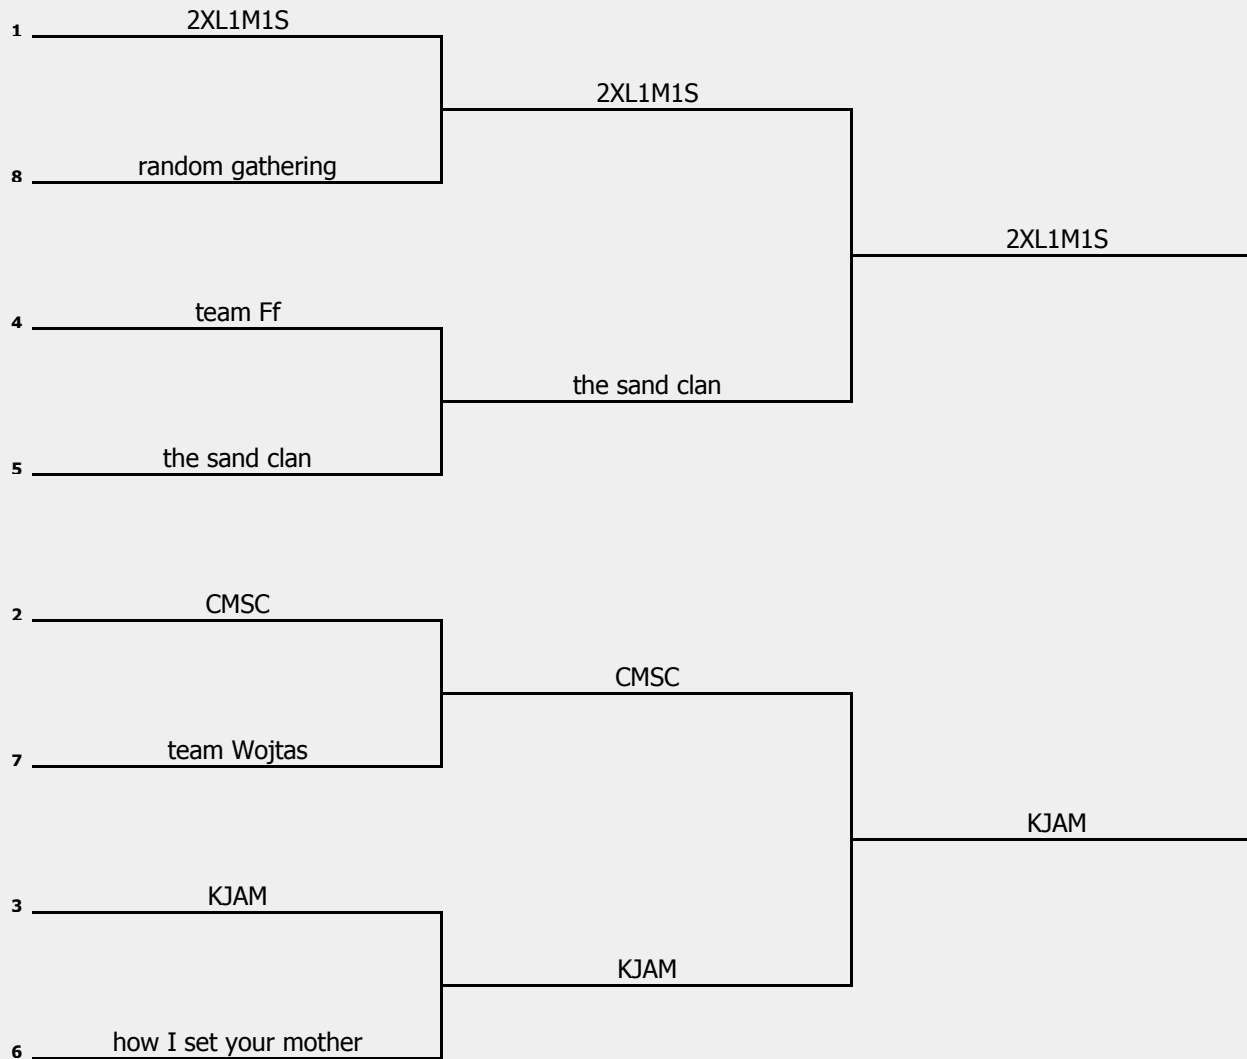 1 2XL1M1S
2XL1M1S
8 random gathering
2XL1M1S
4 team Ff
the sand clan
5 the sand clan
2 CMSC
CMSC
7 team Wojtas
KJAM
3 KJAM
KJAM
6 how I set your mother